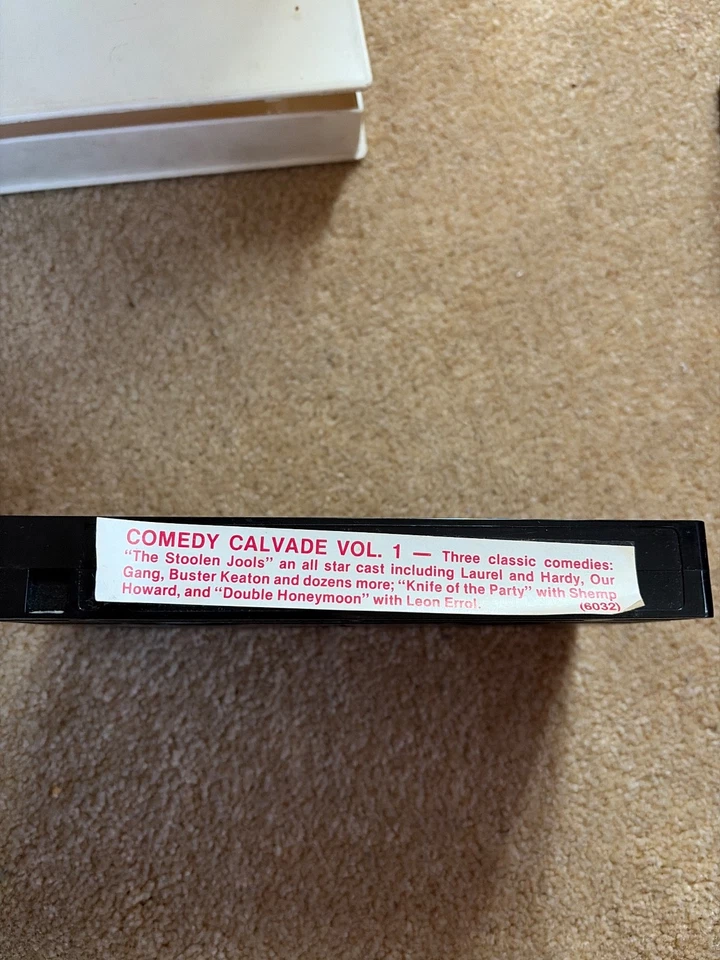 COMEDY CALVADE VOL. 1 — Three classic comedies:
"The Stoolen Jools" an all star cast including Laurel and Hardy, Our
Gang, Buster Keaton and dozens more; "Knife of the Party" with Shemp
Howard, and "Double Honeymoon" with Leon Errol.
(6032)